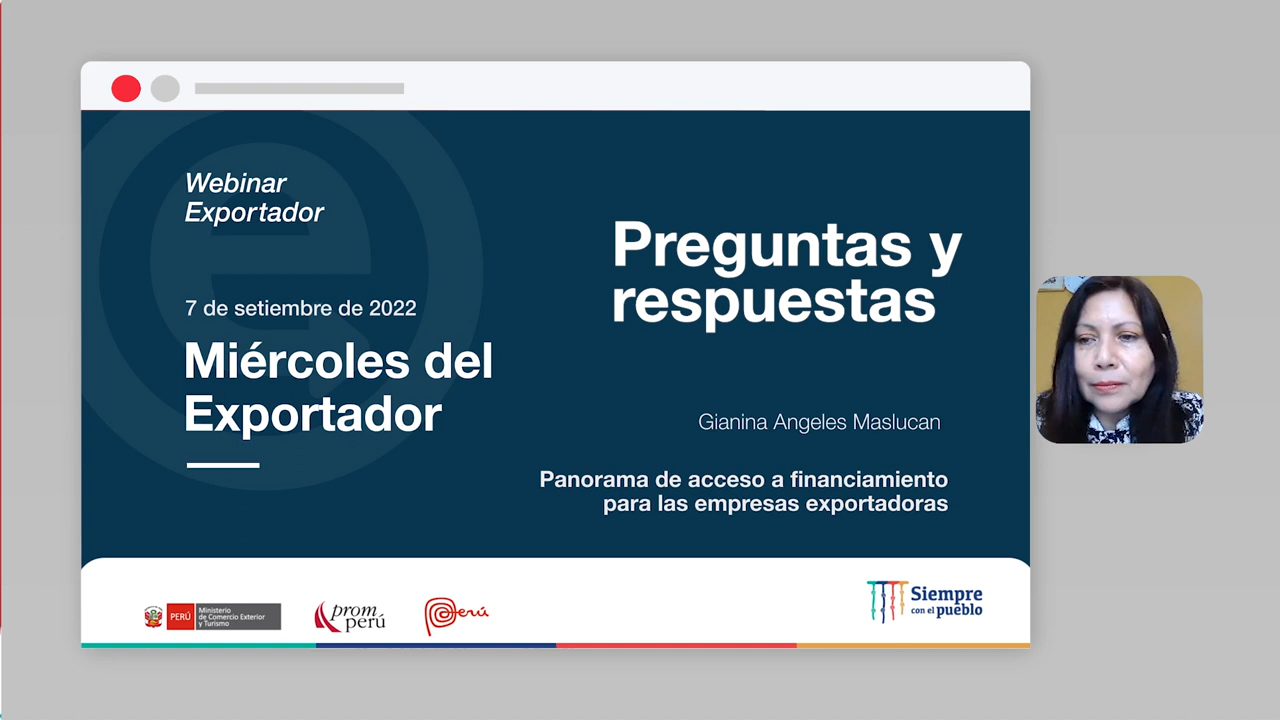 Webinar
Exportador
7 de setiembre de 2022
Miércoles del
Exportador
Preguntas y
respuestas
Gianina Angeles Maslucan
Panorama de acceso a financiamiento
para las empresas exportadoras
PERÚ
Ministerio
de Comercio Exterior
y Turismo
prom
perú
Perú
Siempre
con el pueblo